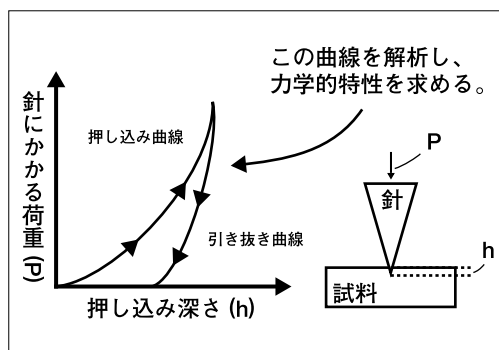 この曲線を解析し、
力学的特性を求める。
針にかかる荷重(P)
押し込み曲線
引き抜き曲線
押し込み深さ(h)
P
針
h
試料